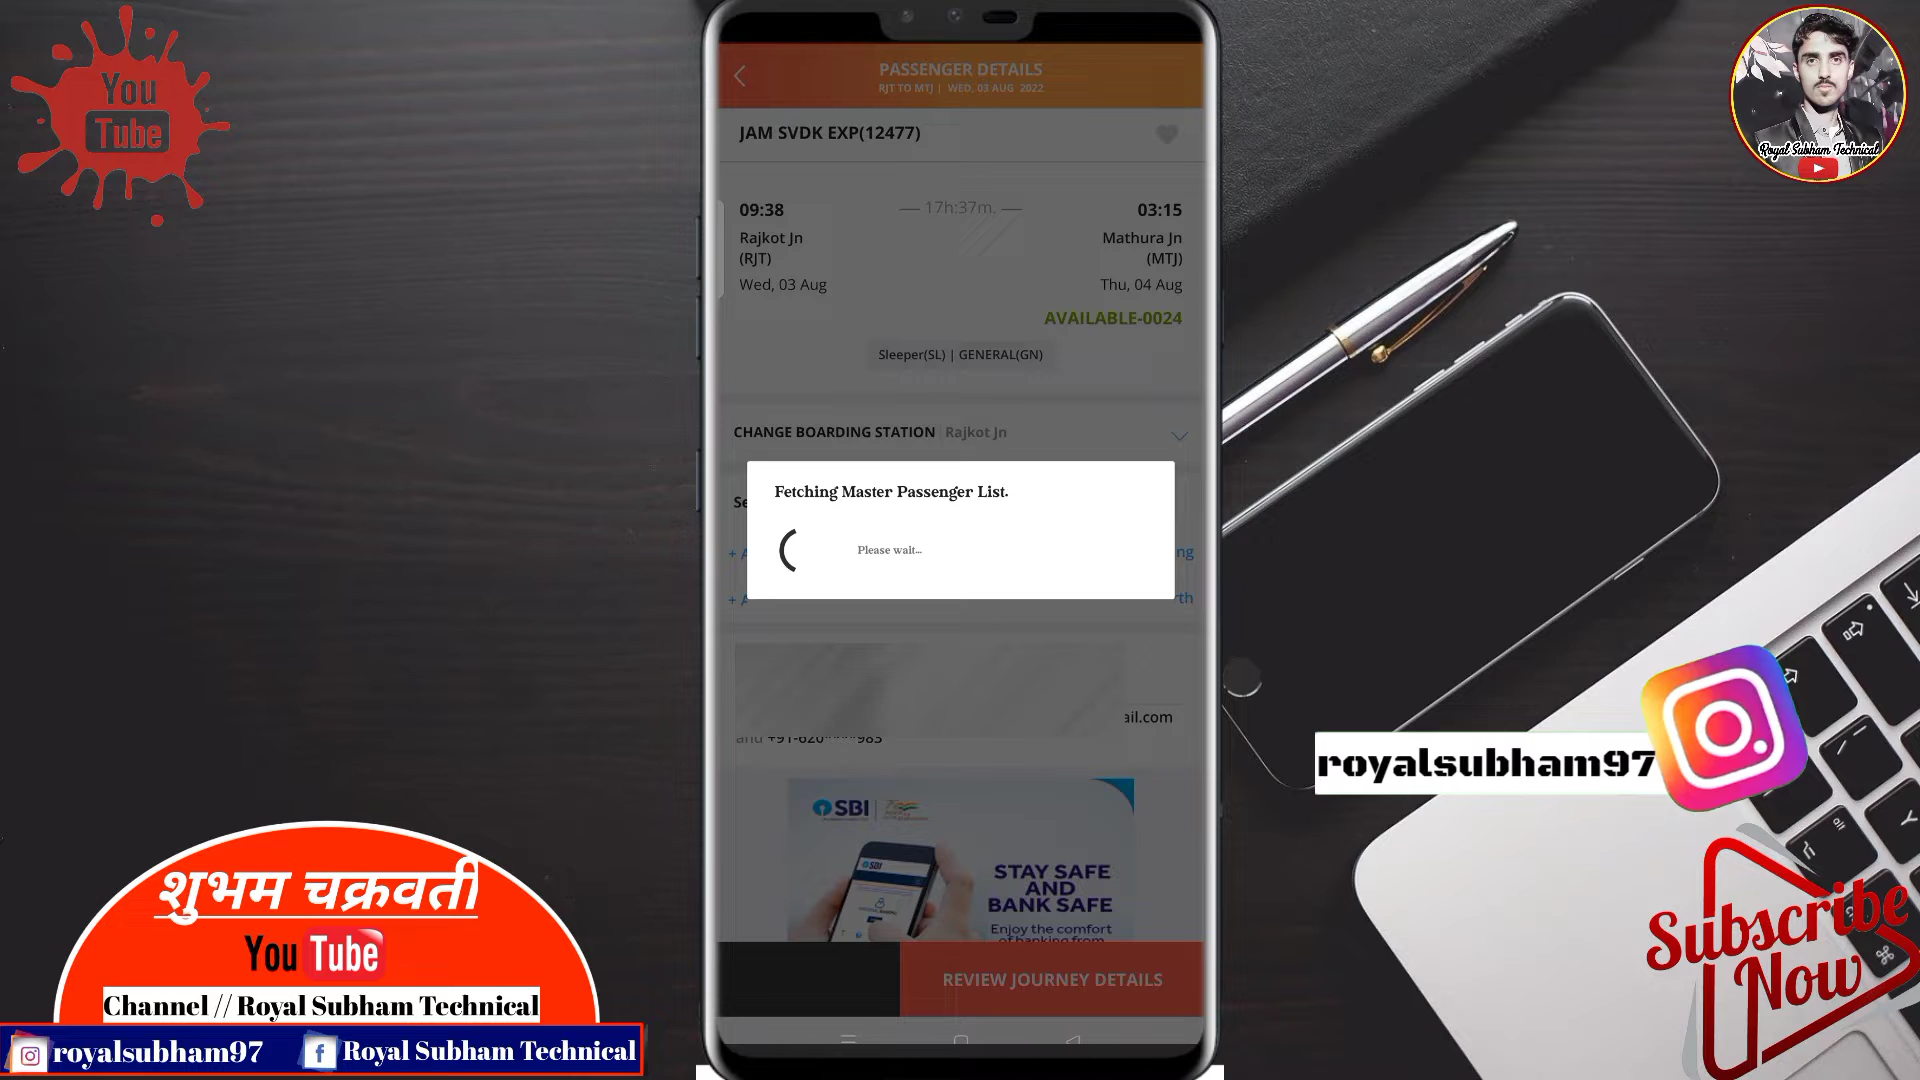 You
Tube
PASSENGER DETAILS
RJT TO MTJ | WED, 03 AUG 2022
JAM SVDK EXP(12477)
09:38
17h:37m.
03:15
Rajkot Jn
(RJT)
Mathura Jn
(MTJ)
Wed, 03 Aug
Thu, 04 Aug
AVAILABLE-0024
Sleeper(SL) | GENERAL(GN)
CHANGE BOARDING STATION Rajkot Jn
Fetching Master Passenger List.
Please wait...
ail.com
and +91-620****983
SBI
SBI
STAY SAFE
AND
BANK SAFE
Enjoy the comfort
of banking from
REVIEW JOURNEY DETAILS
Royal Subham Technical
royalsubham97
Subscribe
Now
शुभम चक्रवर्ती
YouTube
Channel // Royal Subham Technical
royalsubham97
Royal Subham Technical